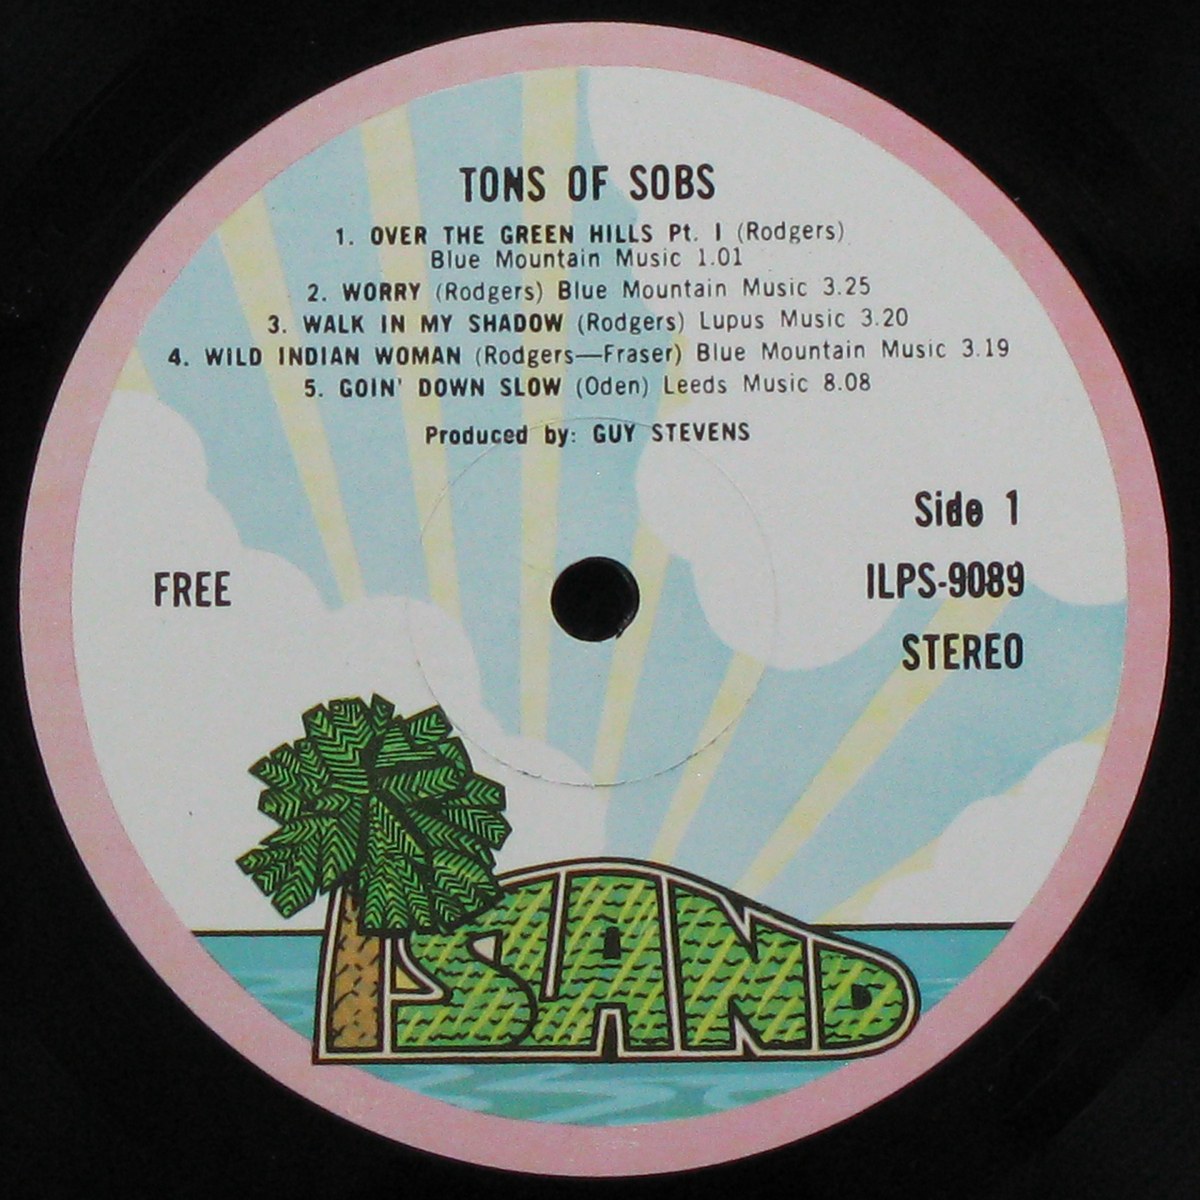 TONS OF SOBS
1. OVER THE GREEN HILLS Pt. I (Rodgers)
Blue Mountain Music 1.01
2. WORRY (Rodgers) Blue Mountain Music 3.25
3. WALK IN MY SHADOW (Rodgers) Lupus Music 3.20
4. WILD INDIAN WOMAN (Rodgers—Fraser) Blue Mountain Music 3.19
5. GOIN' DOWN SLOW (Oden) Leeds Music 8.08
Produced by: GUY STEVENS
Side 1
FREE
ILPS-9089
STEREO
ISLAND